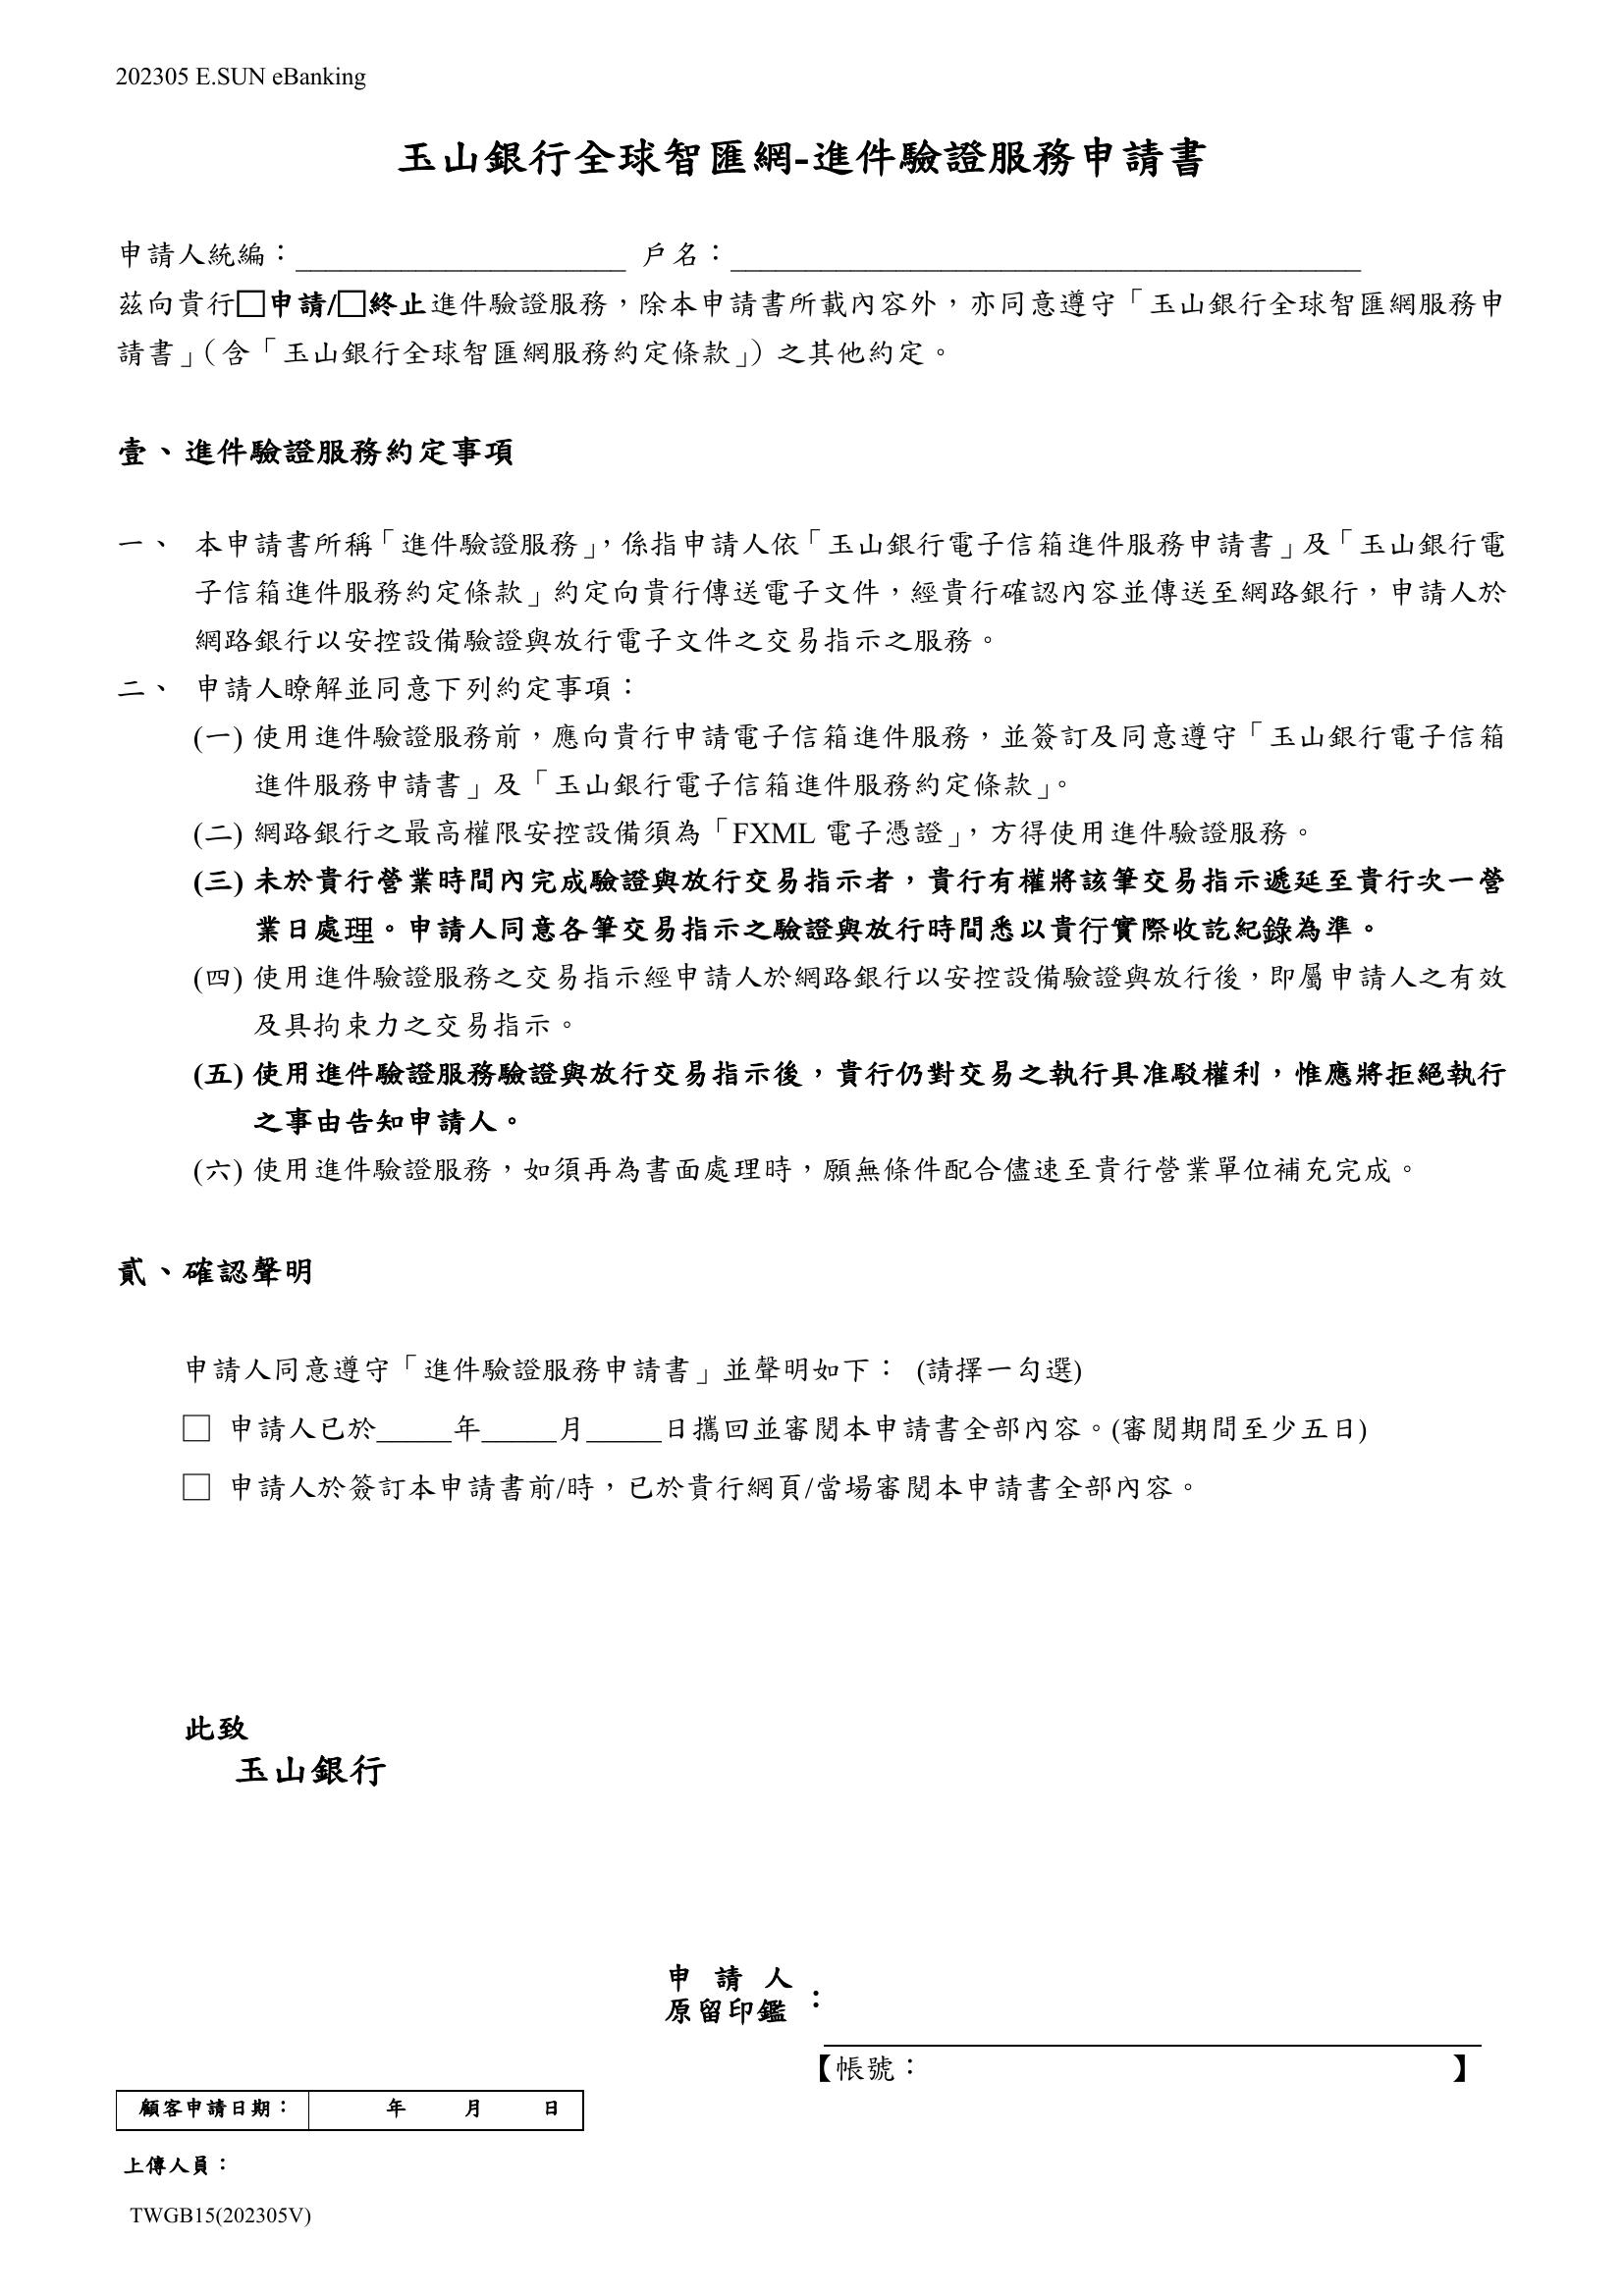 202305 E.SUN eBanking
玉山銀行全球智匯網-進件驗證服務申請書
申請人統編：______________________ 戶名：__________________________________________
茲向貴行□申請/□終止進件驗證服務，除本申請書所載內容外，亦同意遵守「玉山銀行全球智匯網服務申
請書」（含「玉山銀行全球智匯網服務約定條款」）之其他約定。
壹、進件驗證服務約定事項
一、 本申請書所稱「進件驗證服務」，係指申請人依「玉山銀行電子信箱進件服務申請書」及「玉山銀行電
子信箱進件服務約定條款」約定向貴行傳送電子文件，經貴行確認內容並傳送至網路銀行，申請人於
網路銀行以安控設備驗證與放行電子文件之交易指示之服務。
二、 申請人瞭解並同意下列約定事項：
(一) 使用進件驗證服務前，應向貴行申請電子信箱進件服務，並簽訂及同意遵守「玉山銀行電子信箱
進件服務申請書」及「玉山銀行電子信箱進件服務約定條款」。
(二) 網路銀行之最高權限安控設備須為「FXML 電子憑證」，方得使用進件驗證服務。
(三) 未於貴行營業時間內完成驗證與放行交易指示者，貴行有權將該筆交易指示遞延至貴行次一營
業日處理。申請人同意各筆交易指示之驗證與放行時間悉以貴行實際收訖紀錄為準。
(四) 使用進件驗證服務之交易指示經申請人於網路銀行以安控設備驗證與放行後，即屬申請人之有效
及具拘束力之交易指示。
(五) 使用進件驗證服務驗證與放行交易指示後，貴行仍對交易之執行具准駁權利，惟應將拒絕執行
之事由告知申請人。
(六) 使用進件驗證服務，如須再為書面處理時，願無條件配合儘速至貴行營業單位補充完成。
貳、確認聲明
申請人同意遵守「進件驗證服務申請書」並聲明如下： (請擇一勾選)
□ 申請人已於_____年_____月_____日攜回並審閱本申請書全部內容。(審閱期間至少五日)
□ 申請人於簽訂本申請書前/時，已於貴行網頁/當場審閱本申請書全部內容。
此致
玉山銀行
申 請 人
原留印鑑：
【帳號： 】
顧客申請日期： 年 月 日
上傳人員：
TWGB15(202305V)